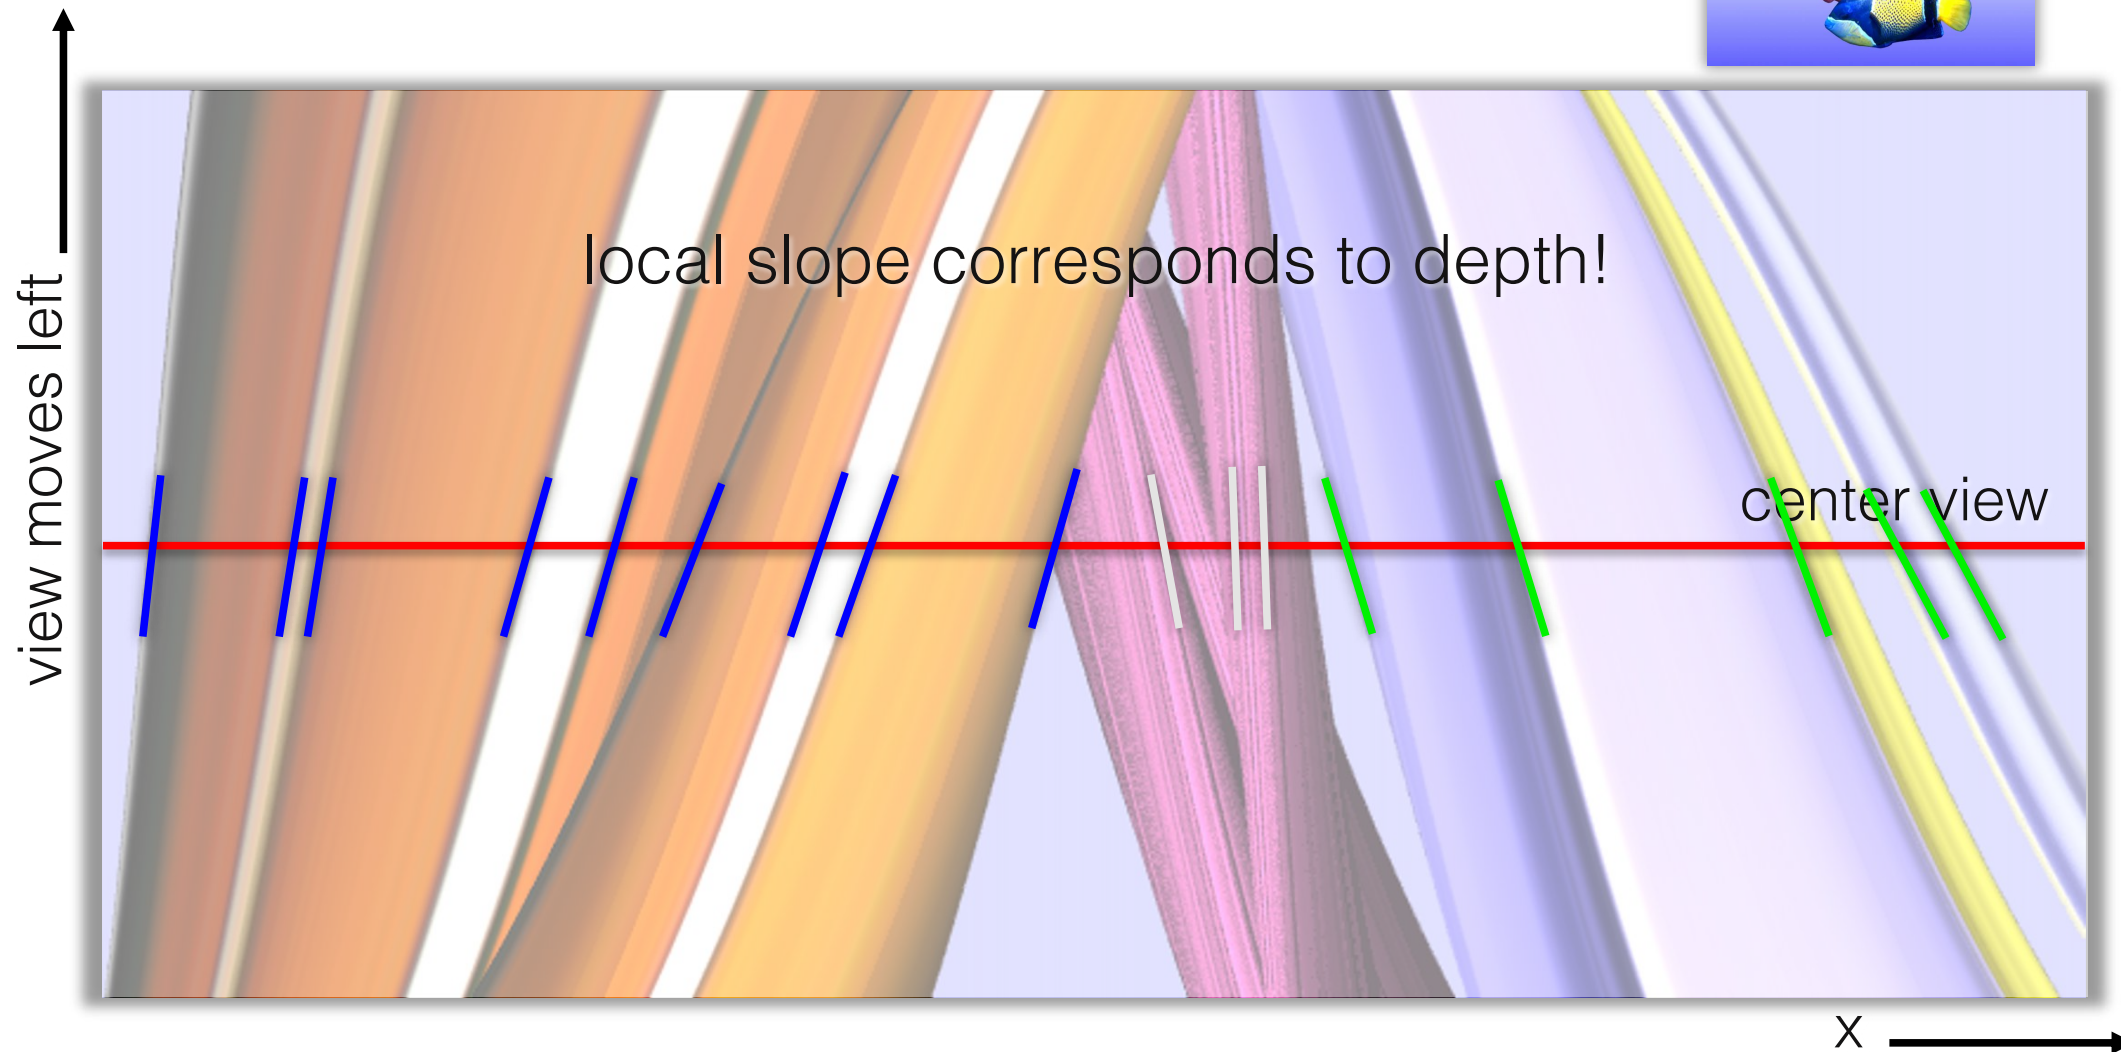 view moves left
local slope corresponds to depth!
center view
x